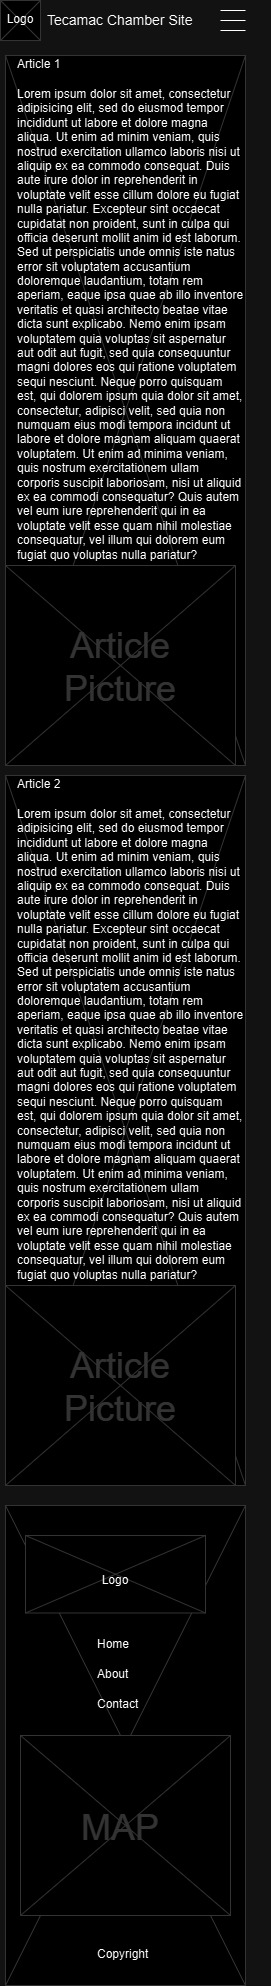 Logo
Tecamac Chamber Site
Article 1
Lorem ipsum dolor sit amet, consectetur
adipisicing elit, sed do eiusmod tempor
incididunt ut labore et dolore magna
aliqua. Ut enim ad minim veniam, quis
nostrud exercitation ullamco laboris nisi ut
aliquip ex ea commodo consequat. Duis
aute irure dolor in reprehenderit in
voluptate velit esse cillum dolore eu fugiat
nulla pariatur. Excepteur sint occaecat
cupidatat non proident, sunt in culpa qui
officia deserunt mollit anim id est laborum.
Sed ut perspiciatis unde omnis iste natus
error sit voluptatem accusantium
doloremque laudantium, totam rem
aperiam, eaque ipsa quae ab illo inventore
veritatis et quasi architecto beatae vitae
dicta sunt explicabo. Nemo enim ipsam
voluptatem quia voluptas sit aspernatur
aut odit aut fugit, sed quia consequuntur
magni dolores eos qui ratione voluptatem
sequi nesciunt. Neque porro quisquam
est, qui dolorem ipsum quia dolor sit amet,
consectetur, adipisci velit, sed quia non
numquam eius modi tempora incidunt ut
labore et dolore magnam aliquam quaerat
voluptatem. Ut enim ad minima veniam,
quis nostrum exercitationem ullam
corporis suscipit laboriosam, nisi ut aliquid
ex ea commodi consequatur? Quis autem
vel eum iure reprehenderit qui in ea
voluptate velit esse quam nihil molestiae
consequatur, vel illum qui dolorem eum
fugiat quo voluptas nulla pariatur?
Article
Picture
Article 2
Lorem ipsum dolor sit amet, consectetur
adipisicing elit, sed do eiusmod tempor
incididunt ut labore et dolore magna
aliqua. Ut enim ad minim veniam, quis
nostrud exercitation ullamco laboris nisi ut
aliquip ex ea commodo consequat. Duis
aute irure dolor in reprehenderit in
voluptate velit esse cillum dolore eu fugiat
nulla pariatur. Excepteur sint occaecat
cupidatat non proident, sunt in culpa qui
officia deserunt mollit anim id est laborum.
Sed ut perspiciatis unde omnis iste natus
error sit voluptatem accusantium
doloremque laudantium, totam rem
aperiam, eaque ipsa quae ab illo inventore
veritatis et quasi architecto beatae vitae
dicta sunt explicabo. Nemo enim ipsam
voluptatem quia voluptas sit aspernatur
aut odit aut fugit, sed quia consequuntur
magni dolores eos qui ratione voluptatem
sequi nesciunt. Neque porro quisquam
est, qui dolorem ipsum quia dolor sit amet,
consectetur, adipisci velit, sed quia non
numquam eius modi tempora incidunt ut
labore et dolore magnam aliquam quaerat
voluptatem. Ut enim ad minima veniam,
quis nostrum exercitationem ullam
corporis suscipit laboriosam, nisi ut aliquid
ex ea commodi consequatur? Quis autem
vel eum iure reprehenderit qui in ea
voluptate velit esse quam nihil molestiae
consequatur, vel illum qui dolorem eum
fugiat quo voluptas nulla pariatur?
Article
Picture
Logo
Home
About
Contact
MAP
Copyright